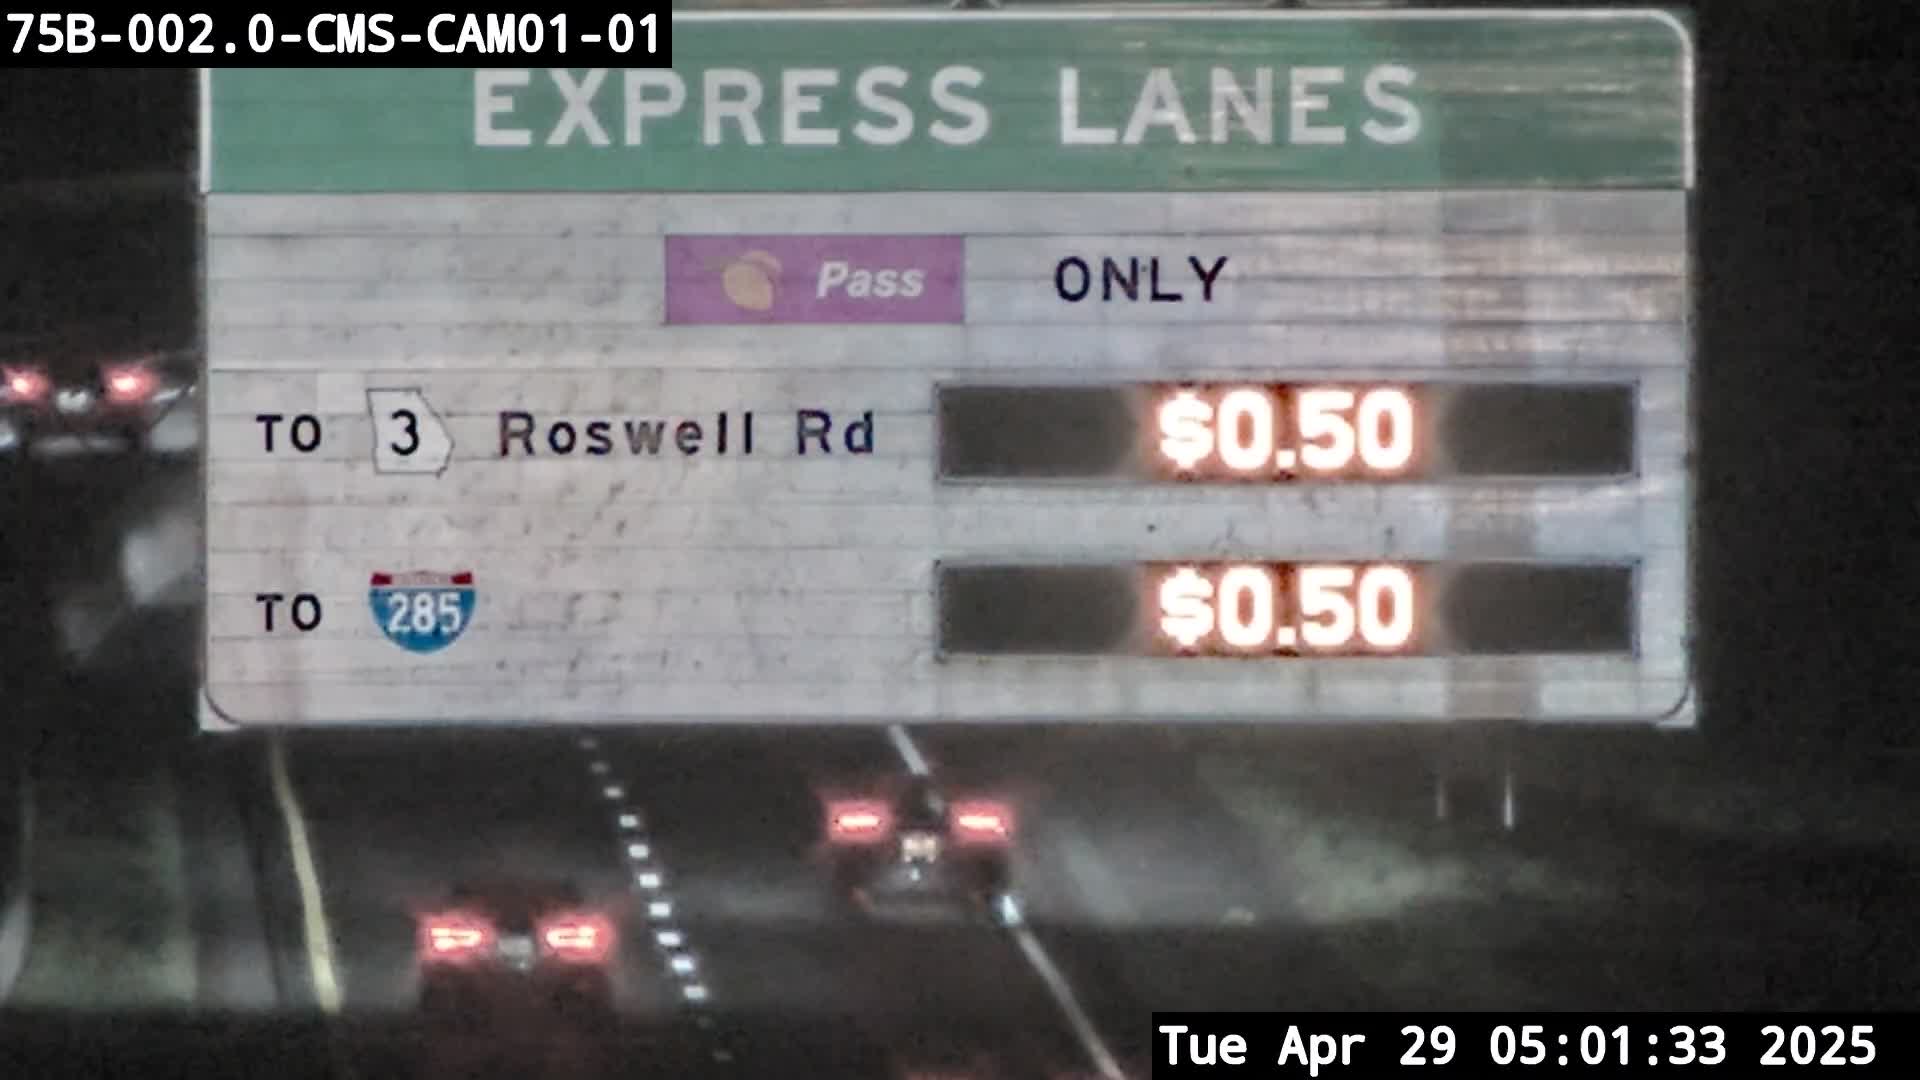 75B-002.0-CMS-CAM01-01
EXPRESS LANES
Pass ONLY
TO 3 Roswell Rd $0.50
TO 285 $0.50
Tue Apr 29 05:01:33 2025